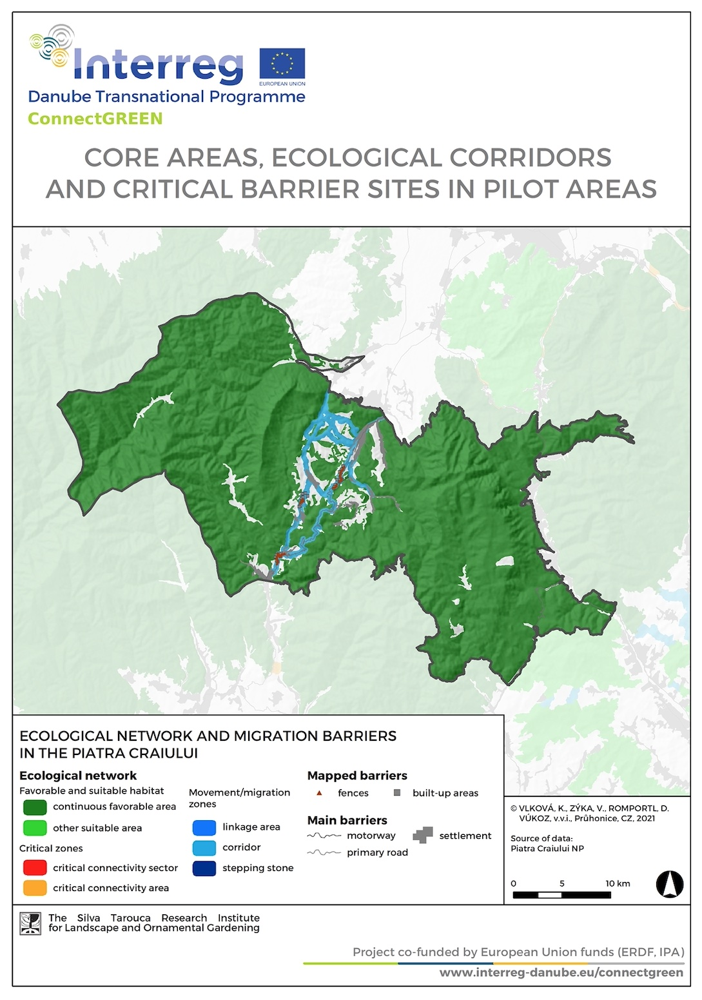 Interreg
EUROPEAN UNION
Danube Transnational Programme
ConnectGREEN
CORE AREAS, ECOLOGICAL CORRIDORS
AND CRITICAL BARRIER SITES IN PILOT AREAS
ECOLOGICAL NETWORK AND MIGRATION BARRIERS
IN THE PIATRA CRAIULUI
Ecological network
Favorable and suitable habitat
continuous favorable area
other suitable area
Critical zones
critical connectivity sector
critical connectivity area
Movement/migration
zones
linkage area
corridor
stepping stone
Mapped barriers
fences
built-up areas
Main barriers
motorway
settlement
primary road
© VLKOVÁ, K., ZÝKA, V., ROMPORTL, D.
VÚKOZ, v.v.i., Průhonice, CZ, 2021
Source of data:
Piatra Craiului NP
0 5 10 km
The Silva Tarouca Research Institute
for Landscape and Ornamental Gardening
Project co-funded by European Union funds (ERDF, IPA)
www.interreg-danube.eu/connectgreen